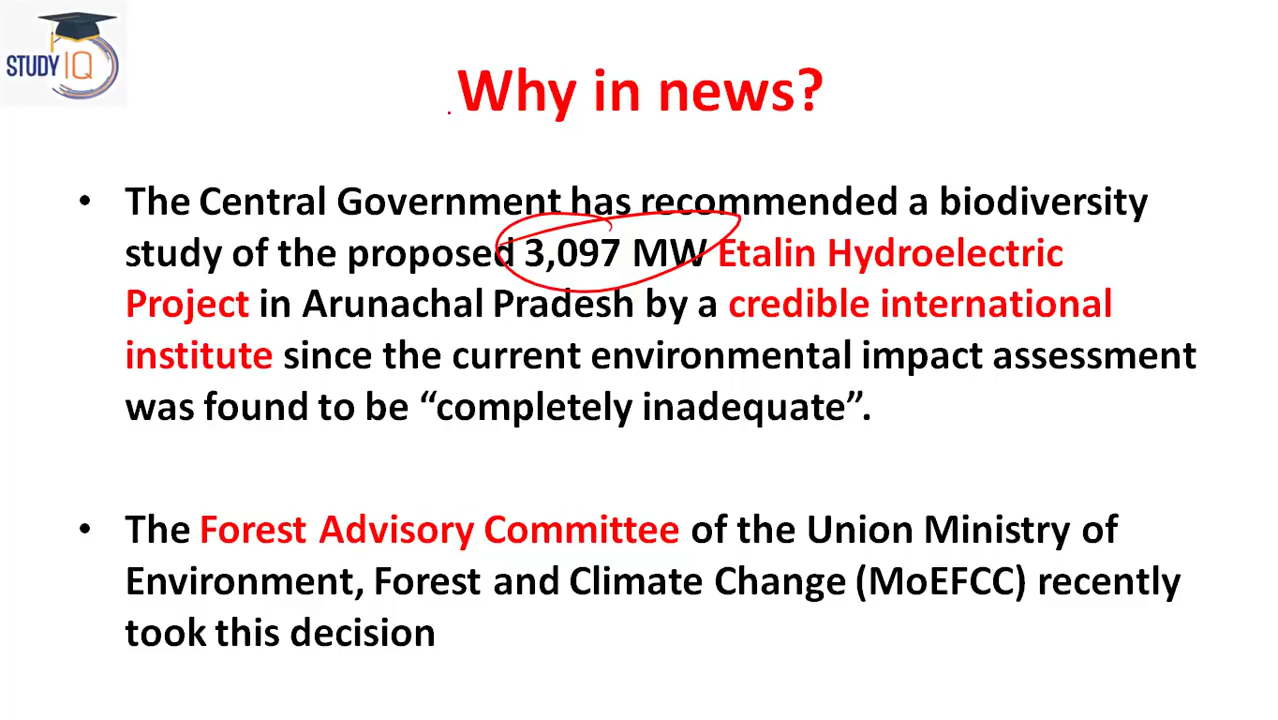 STUDY IQ
Why in news?
• The Central Government has recommended a biodiversity
study of the proposed 3,097 MW Etalin Hydroelectric
Project in Arunachal Pradesh by a credible international
institute since the current environmental impact assessment
was found to be “completely inadequate”.
• The Forest Advisory Committee of the Union Ministry of
Environment, Forest and Climate Change (MoEFCC) recently
took this decision